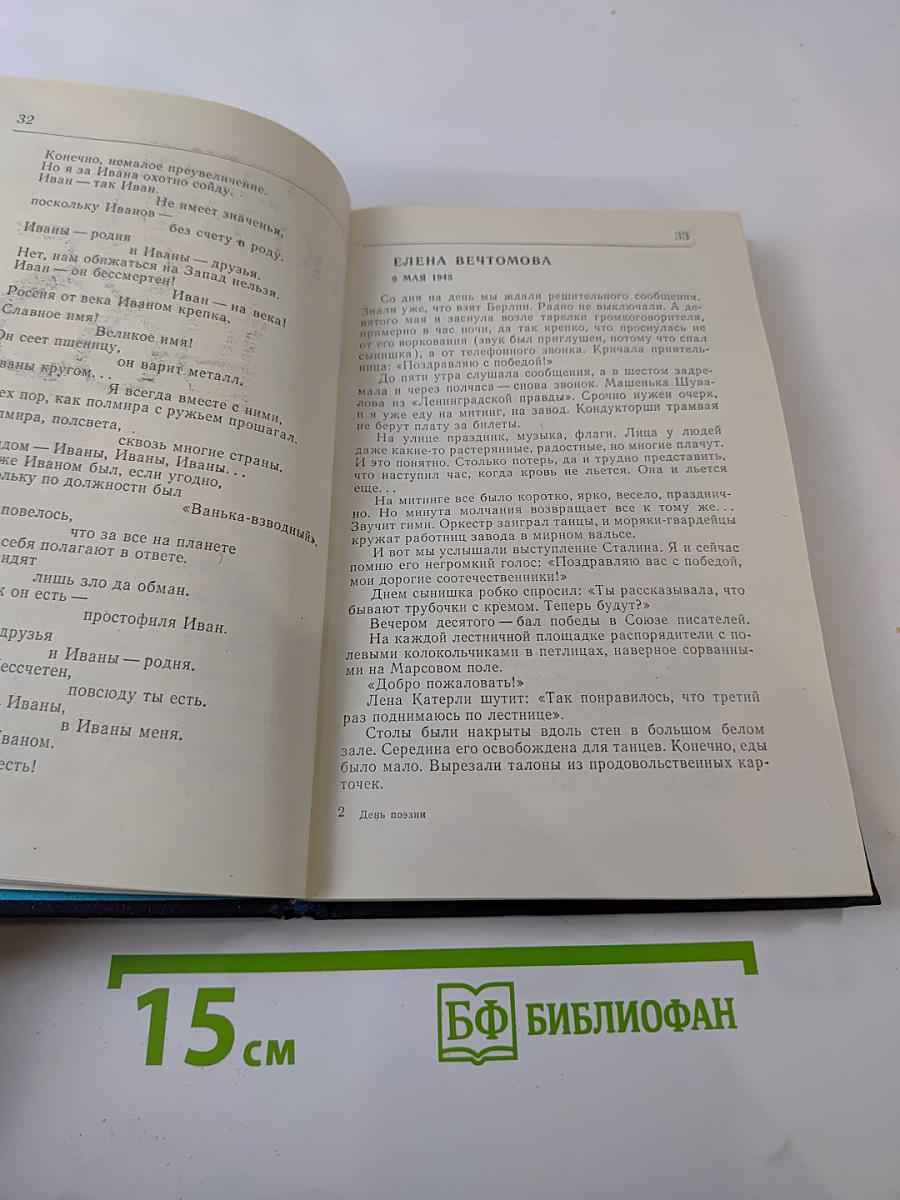 32
Конечно, немалое преувеличение.
Но я за Ивана охотно сойду.
Иван — так Иван.
Не имеет значенья,
поскольку Иванов —
без счету в роду.
Иваны — родня
и Иваны — друзья.
Нет, нам обижаться на Запад нельзя.
Иван — он бессмертен!
Иван — на века!
Россия от века Иваном крепка,
Славное имя!
Великое имя!
Он сеет пшеницу,
он варит металл.
ваны кругом...
Я всегда вместе с ними,
ех пор, как полмира с ружьем прошагал.
лмира, полсвета,
сквозь многие страны.
дом — Иваны, Иваны, Иваны...
же Иваном был, если угодно,
льку по должности был
«Ванька-взводный».
повелось,
что за все на планете
себя полагают в ответе.
идят
лишь зло да обман.
к он есть —
простофиля Иван.
друзья
и Иваны — родня.
ессчетен,
повсюду ты есть.
Иваны,
в Иваны меня.
ваном.
есть!
33
ЕЛЕНА ВЕЧТОМОВА
9 МАЯ 1945
Со дня на день мы ждали решительного сообщения.
Знали уже, что взят Берлин. Радио не выключали. А де-
вятого мая я заснула возле тарелки громкоговорителя,
примерно в час ночи, да так крепко, что проснулась не
от его воркования (звук был приглушен, потому что спал
сынишка), а от телефонного звонка. Кричала приятель-
ница: «Поздравляю с победой!»
До пяти утра слушала сообщения, а в шестом задре-
мала и через полчаса — снова звонок. Машенька Шува-
лова из «Ленинградской правды». Срочно нужен очерк,
и я уже еду на митинг, на завод. Кондукторши трамвая
не берут плату за билеты.
На улице праздник, музыка, флаги. Лица у людей
даже какие-то растерянные, радостные, но многие плачут.
И это понятно. Столько потерь, да и трудно представить,
что наступил час, когда кровь не льется. Она и льется
еще...
На митинге все было коротко, ярко, весело, празднич-
но. Но минута молчания возвращает все к тому же...
Звучит гимн. Оркестр заиграл танцы, и моряки-гвардейцы
кружат работниц завода в мирном вальсе.
И вот мы услышали выступление Сталина. Я и сейчас
помню его негромкий голос: «Поздравляю вас с победой,
мои дорогие соотечественники!»
Днем сынишка робко спросил: «Ты рассказывала, что
бывают трубочки с кремом. Теперь будут?»
Вечером десятого — бал победы в Союзе писателей.
На каждой лестничной площадке распорядители с по-
левыми колокольчиками в петлицах, наверное сорванны-
ми на Марсовом поле.
«Добро пожаловать!»
Лена Катерли шутит: «Так понравилось, что третий
раз поднимаюсь по лестнице».
Столы были накрыты вдоль стен в большом белом
зале. Середина его освобождена для танцев. Конечно, еды
было мало. Вырезали талоны из продовольственных кар-
точек.
2 День поэзии
15 см
БФ БИБЛИОФАН